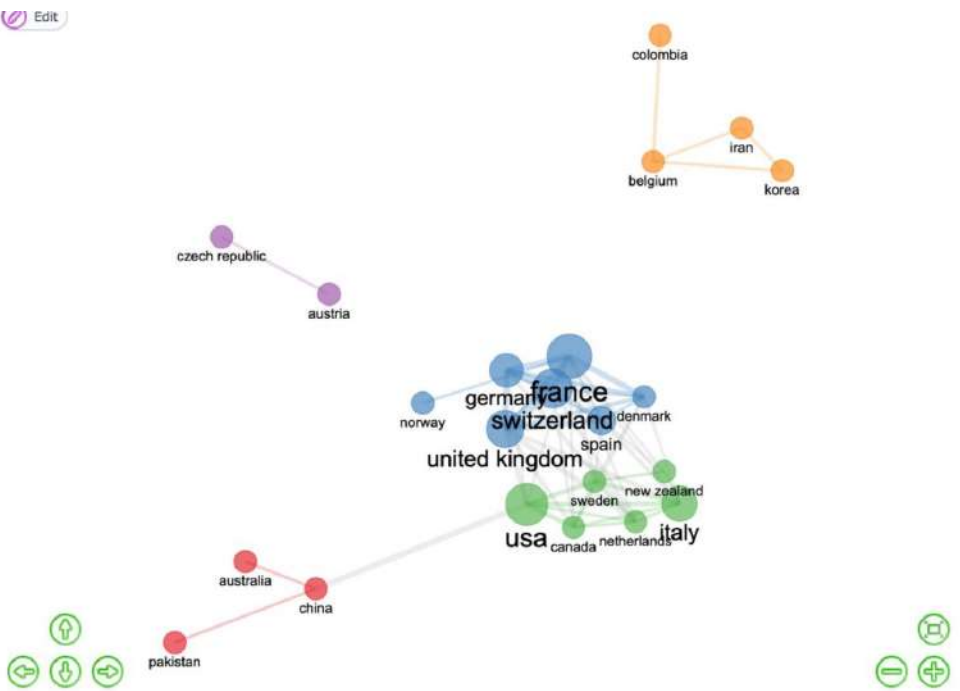 Edit
colombia
iran
belgium
korea
czech republic
austria
france
germany
denmark
norway
switzerland
spain
united kingdom
new zealand
sweden
usa
canada
netherlands
italy
australia
china
pakistan